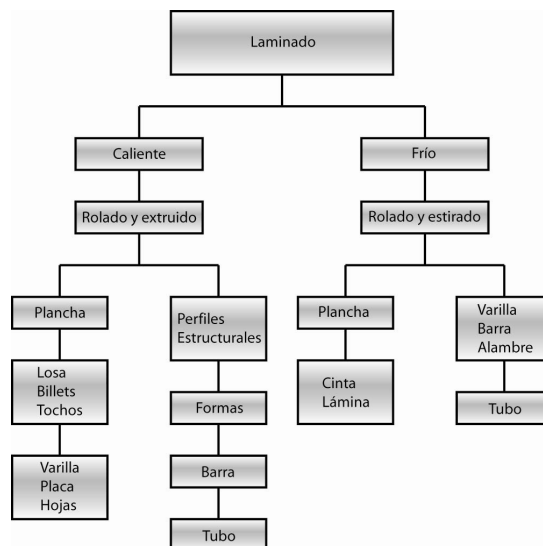 Laminado
Caliente
Frío
Rolado y extruido
Rolado y estirado
Plancha
Perfiles
Estructurales
Plancha
Varilla
Barra
Alambre
Losa
Billets
Tochos
Formas
Cinta
Lámina
Tubo
Varilla
Placa
Hojas
Barra
Tubo